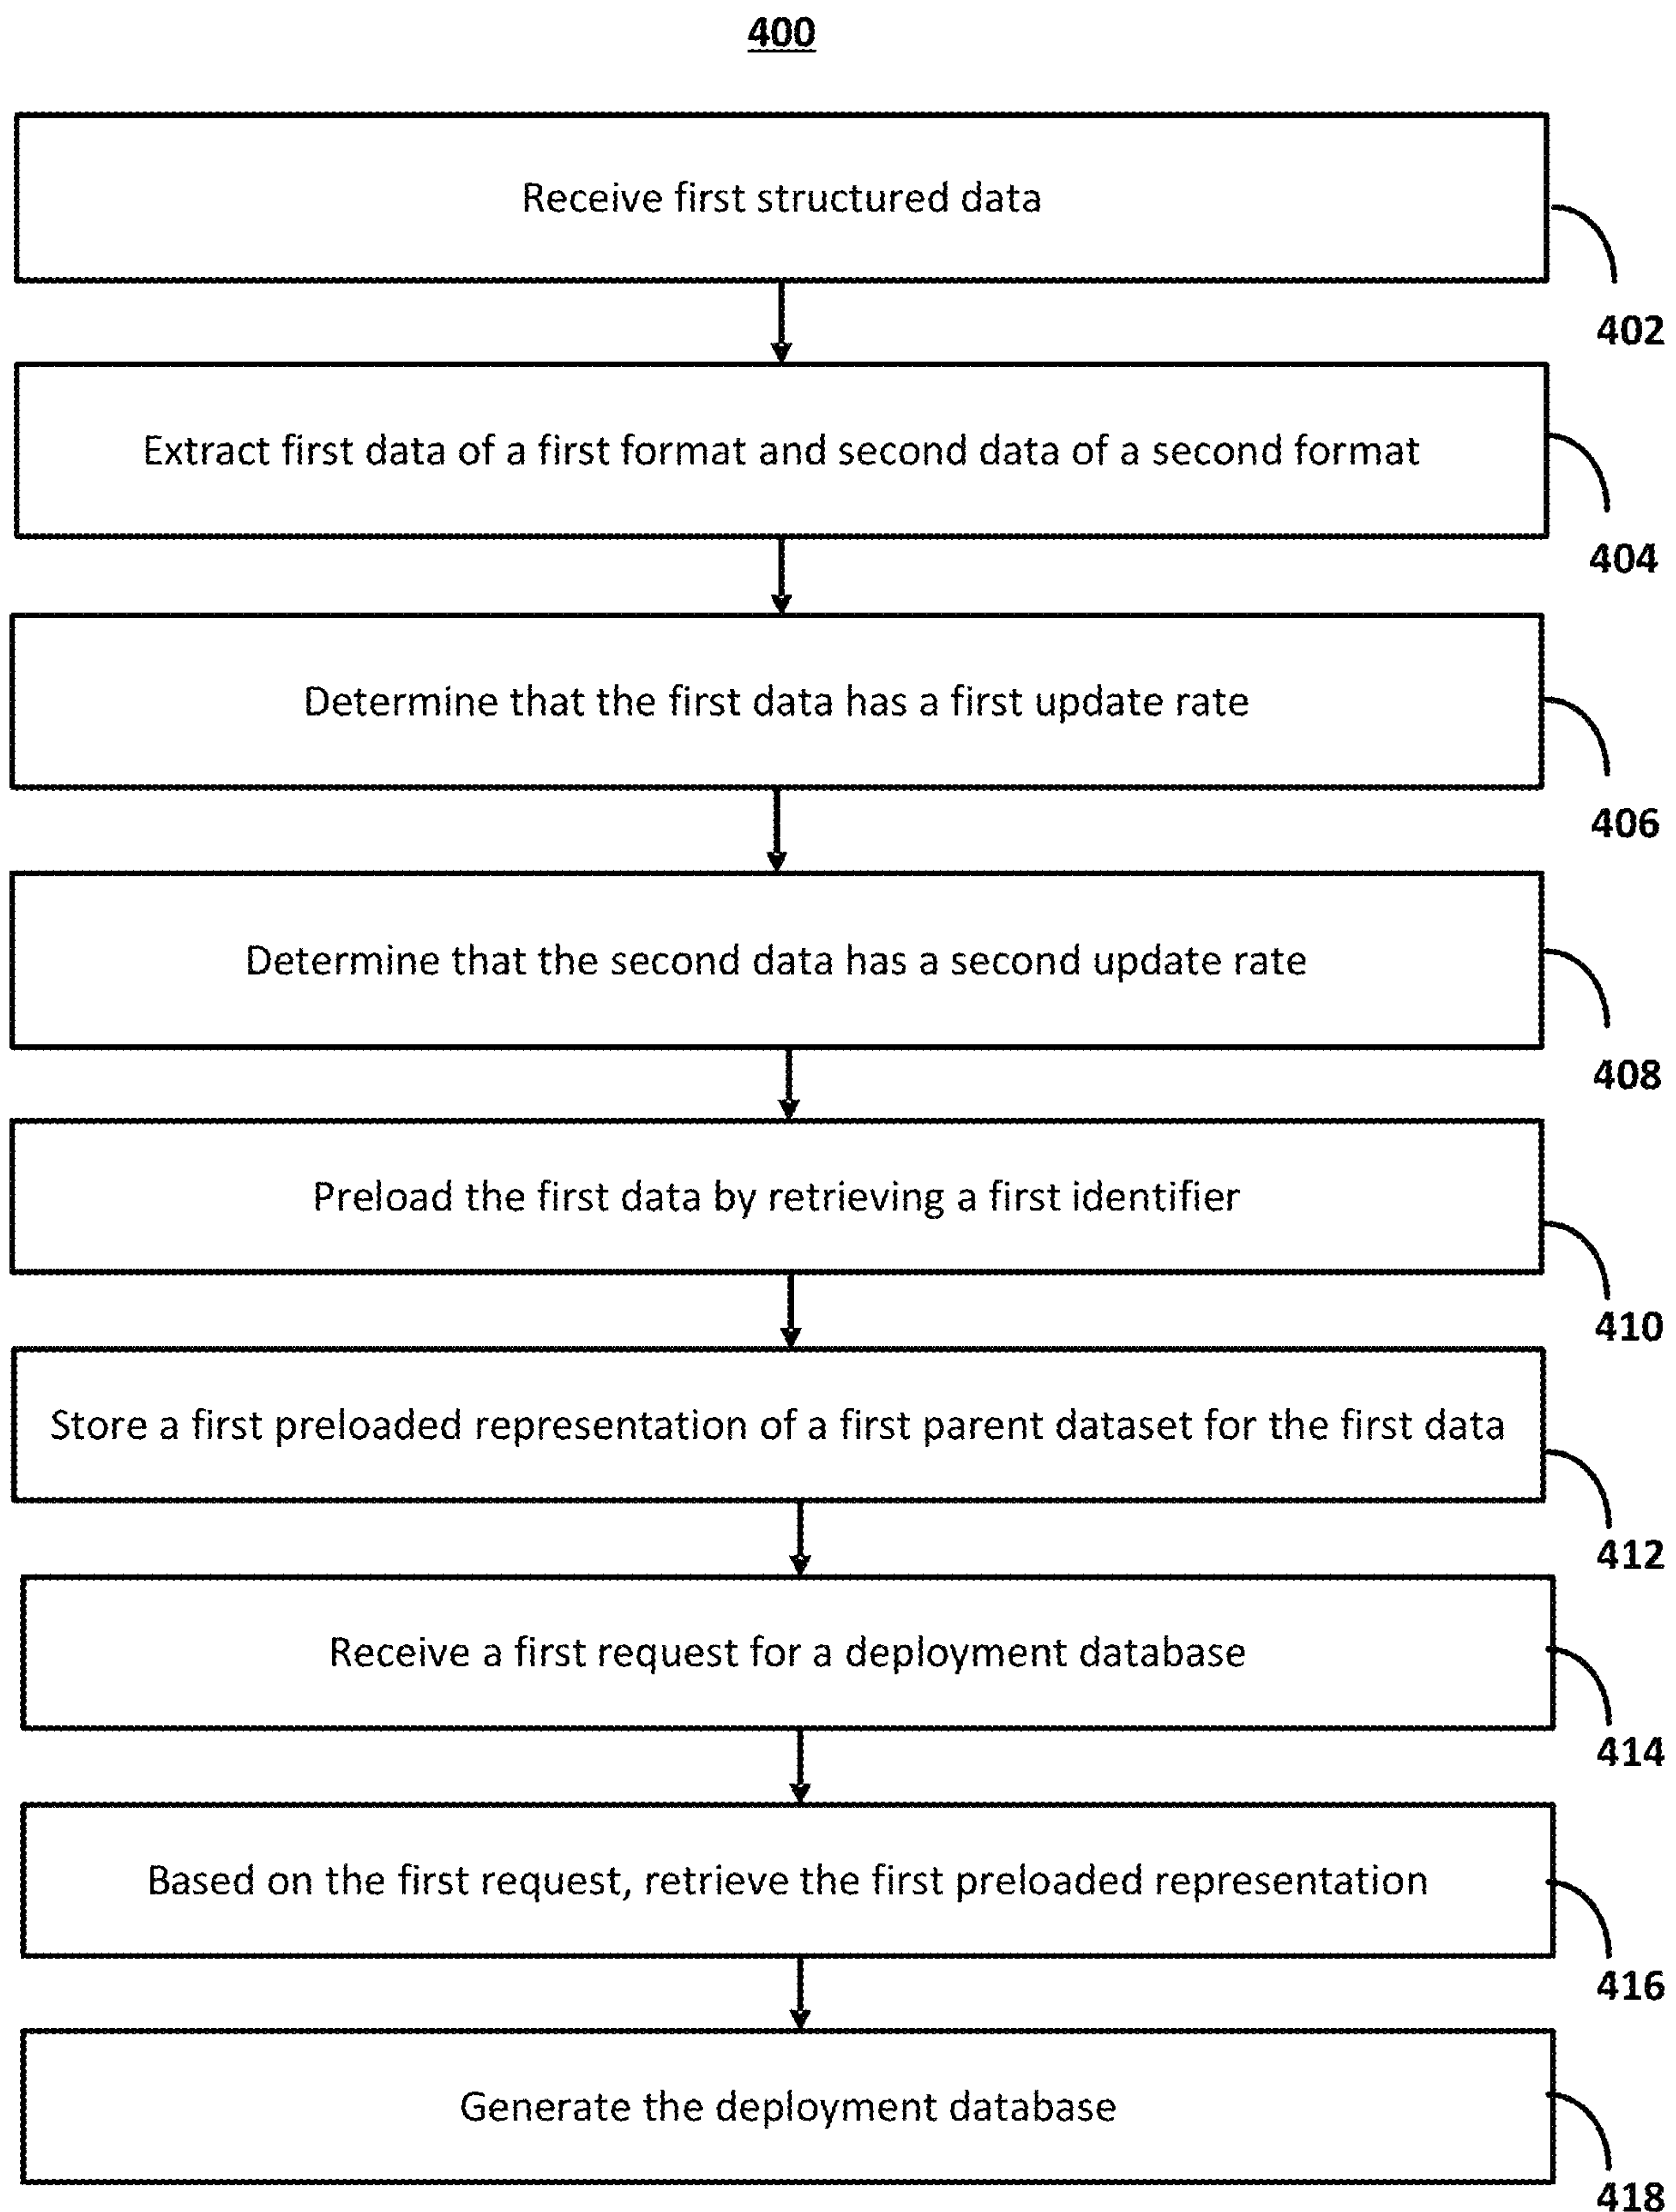 400
Receive first structured data
402
Extract first data of a first format and second data of a second format
404
Determine that the first data has a first update rate
406
Determine that the second data has a second update rate
408
Preload the first data by retrieving a first identifier
410
Store a first preloaded representation of a first parent dataset for the first data
412
Receive a first request for a deployment database
414
Based on the first request, retrieve the first preloaded representation
416
Generate the deployment database
418